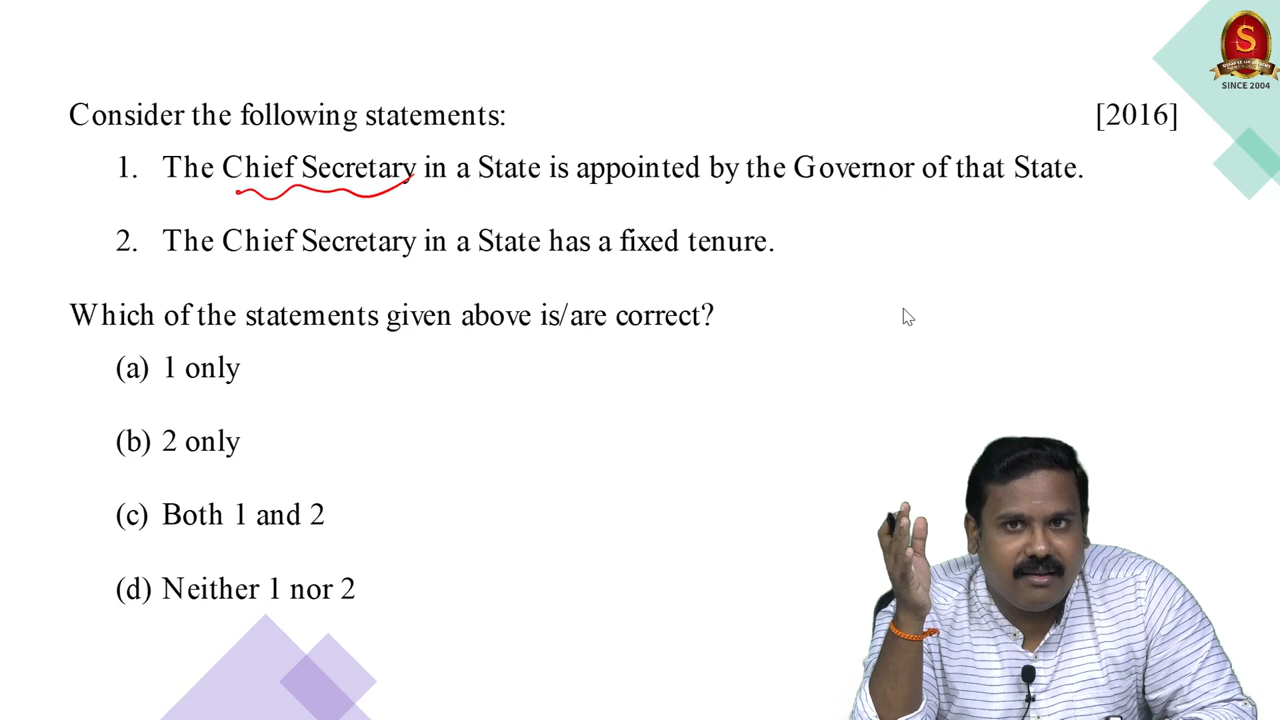 S
SINCE 2004
Consider the following statements: [2016]
1. The Chief Secretary in a State is appointed by the Governor of that State.
2. The Chief Secretary in a State has a fixed tenure.
Which of the statements given above is/are correct?
(a) 1 only
(b) 2 only
(c) Both 1 and 2
(d) Neither 1 nor 2